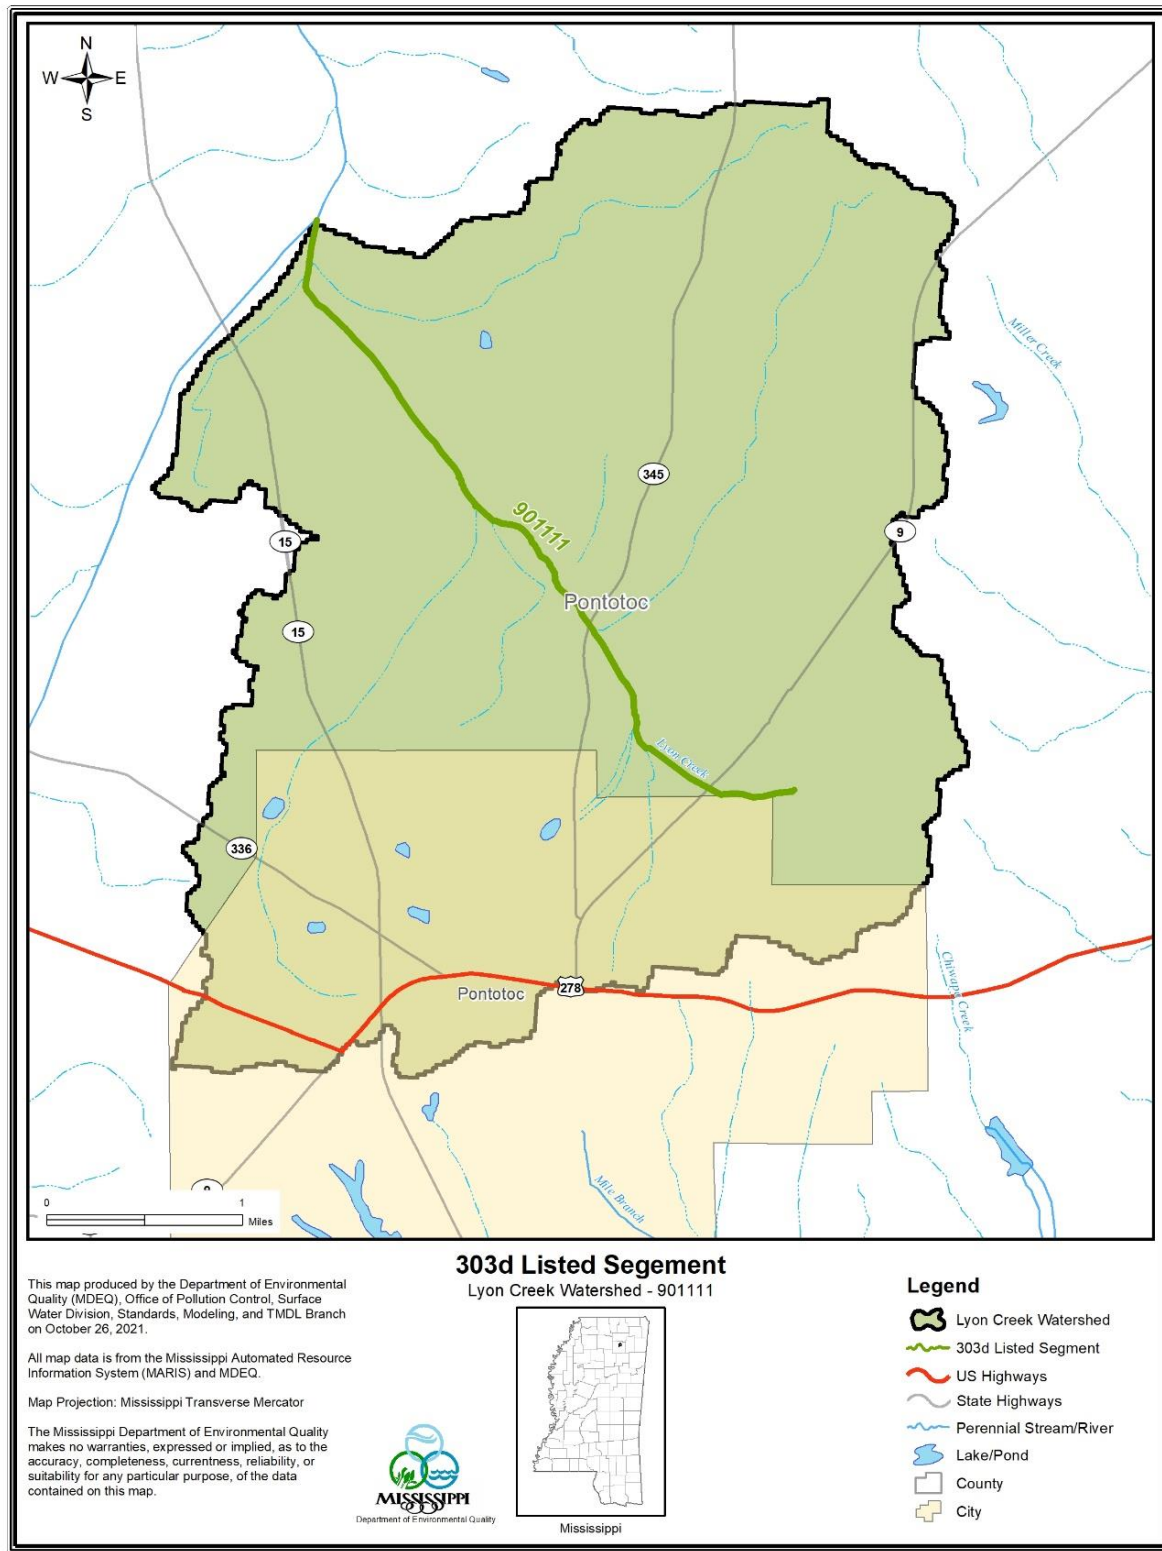 N
W E
S
Miller Creek
345
901111
9
15
Pontotoc
15
Lyon Creek
336
Chiwapa Creek
Pontotoc
278
Mile Branch
0 1
Miles
303d Listed Segement
Lyon Creek Watershed - 901111
This map produced by the Department of Environmental
Quality (MDEQ), Office of Pollution Control, Surface
Water Division, Standards, Modeling, and TMDL Branch
on October 26, 2021.
All map data is from the Mississippi Automated Resource
Information System (MARIS) and MDEQ.
Map Projection: Mississippi Transverse Mercator
The Mississippi Department of Environmental Quality
makes no warranties, expressed or implied, as to the
accuracy, completeness, currentness, reliability, or
suitability for any particular purpose, of the data
contained on this map.
MISSISSIPPI
Department of Environmental Quality
Mississippi
Legend
Lyon Creek Watershed
303d Listed Segment
US Highways
State Highways
Perennial Stream/River
Lake/Pond
County
City